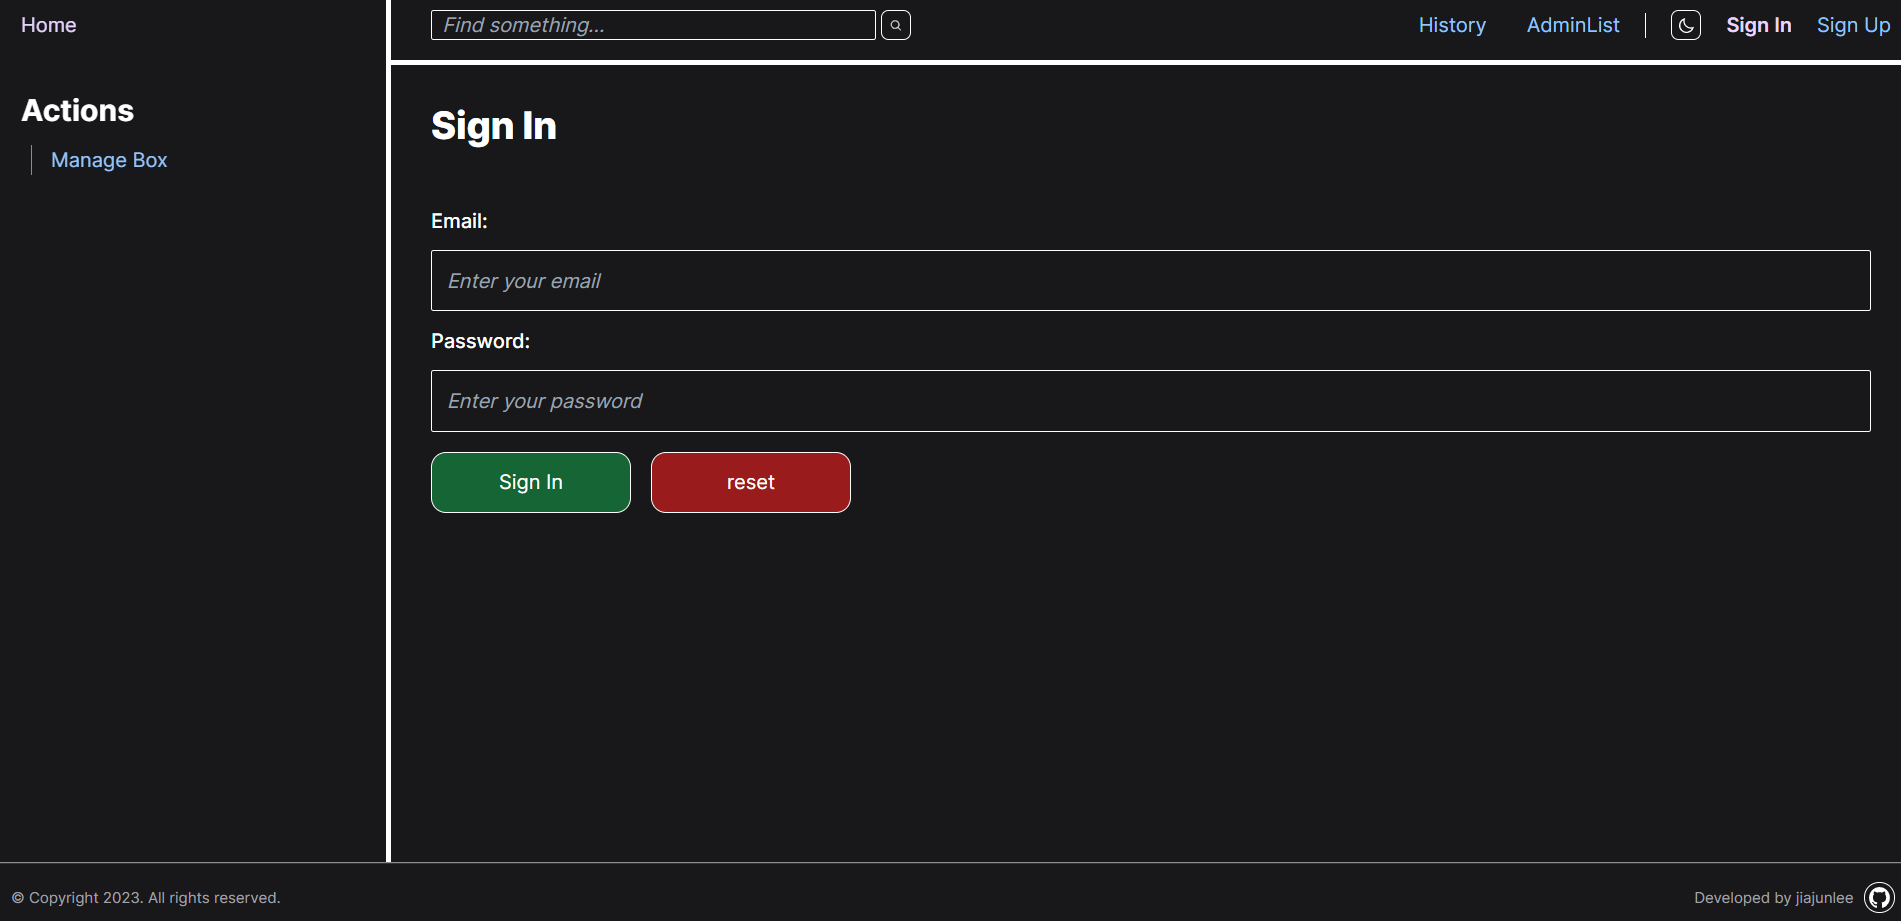 Home
Find something...
History
AdminList
Sign In
Sign Up
Actions
Manage Box
Sign In
Email:
Enter your email
Password:
Enter your password
Sign In
reset
© Copyright 2023. All rights reserved.
Developed by jiajunlee